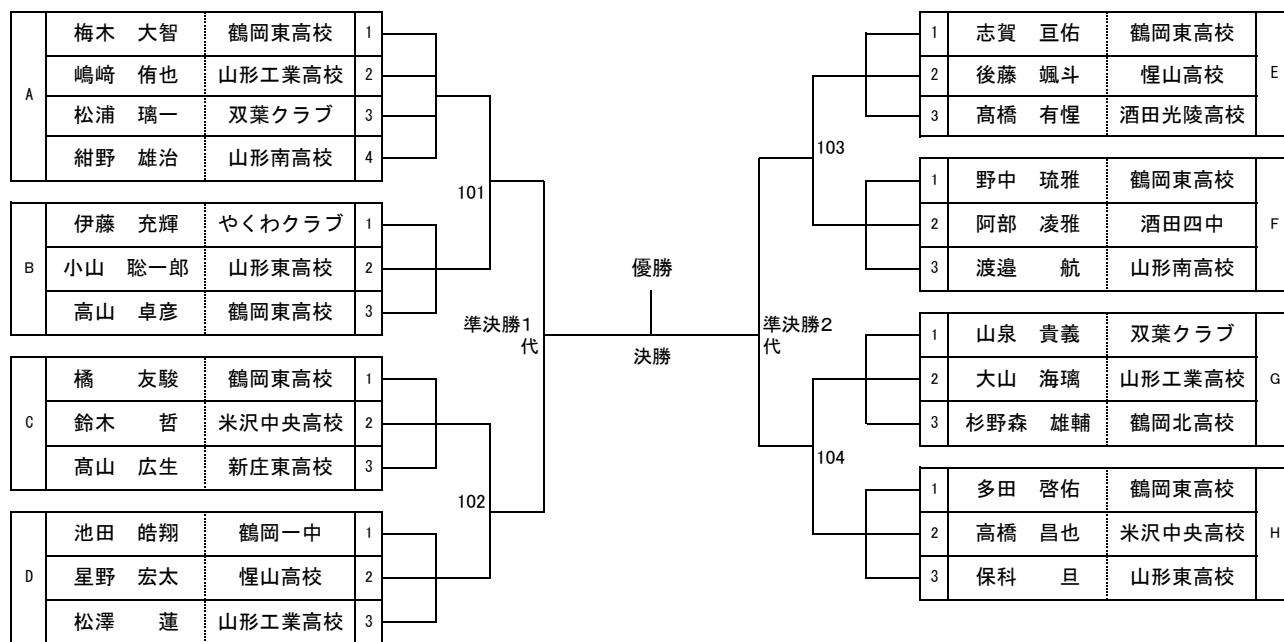 A
梅木　大智 鶴岡東高校 1
嶋﨑　侑也 山形工業高校 2
松浦　璃一 双葉クラブ 3
紺野　雄治 山形南高校 4
B
伊藤　充輝 やくわクラブ 1
小山　聡一郎 山形東高校 2
高山　卓彦 鶴岡東高校 3
C
橘　友駿 鶴岡東高校 1
鈴木　哲 米沢中央高校 2
髙山　広生 新庄東高校 3
D
池田　皓翔 鶴岡一中 1
星野　宏太 惺山高校 2
松澤　蓮 山形工業高校 3
101
102
準決勝1
代
優勝
決勝
準決勝2
代
103
104
1 志賀　亘佑 鶴岡東高校
2 後藤　颯斗 惺山高校
3 髙橋　有惺 酒田光陵高校
E
1 野中　琉雅 鶴岡東高校
2 阿部　凌雅 酒田四中
3 渡邉　航 山形南高校
F
1 山泉　貴義 双葉クラブ
2 大山　海璃 山形工業高校
3 杉野森　雄輔 鶴岡北高校
G
1 多田　啓佑 鶴岡東高校
2 高橋　昌也 米沢中央高校
3 保科　旦 山形東高校
H